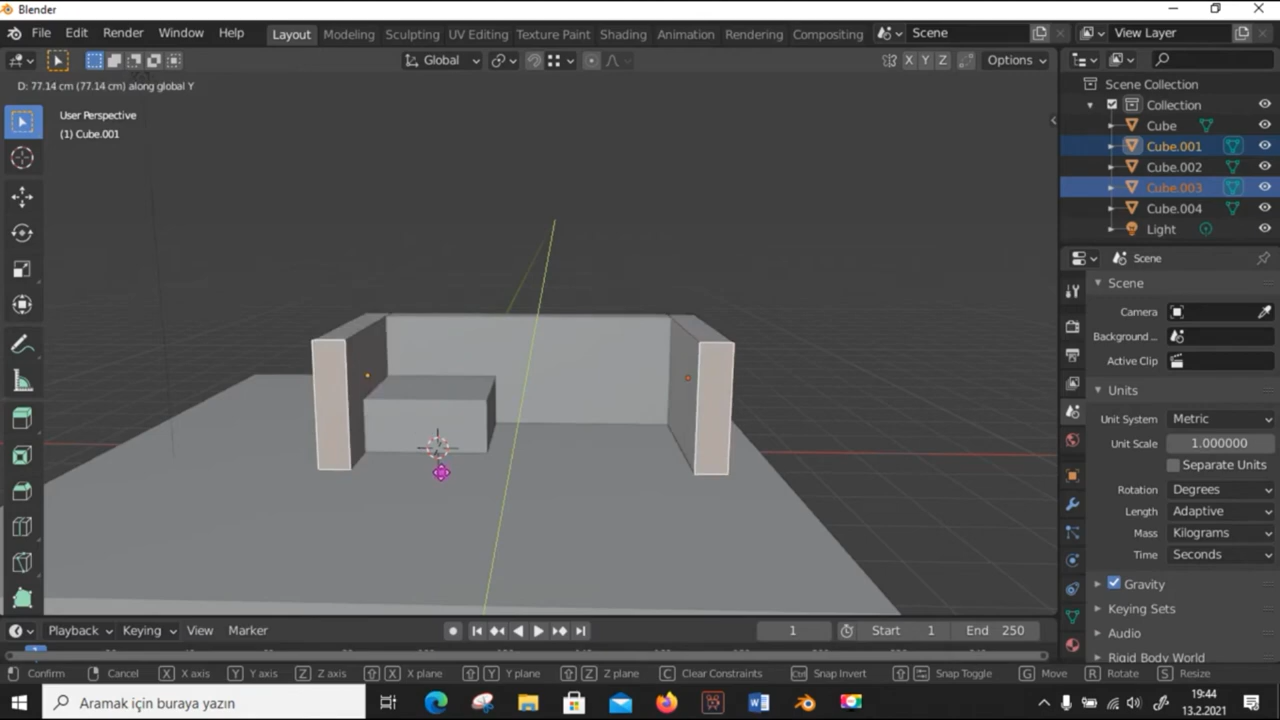 Blender
File Edit Render Window Help Layout Modeling Sculpting UV Editing Texture Paint Shading Animation Rendering Compositing Scene View Layer
Global X Y Z Options
D: 77.14 cm (77.14 cm) along global Y
User Perspective
(1) Cube.001
Scene Collection
Collection
Cube
Cube.001
Cube.002
Cube.003
Cube.004
Light
Scene
Scene
Camera
Background ...
Active Clip
Units
Unit System Metric
Unit Scale 1.000000
Separate Units
Rotation Degrees
Length Adaptive
Mass Kilograms
Time Seconds
Gravity
Keying Sets
Audio
Rigid Body World
Playback Keying View Marker 1 Start 1 End 250
Confirm Cancel X X axis Y Y axis Z Z axis X X plane Y Y plane Z Z plane C Clear Constraints Ctrl Snap Invert Snap Toggle G Move R Rotate S Resize
Aramak için buraya yazın
19:44
13.2.2021